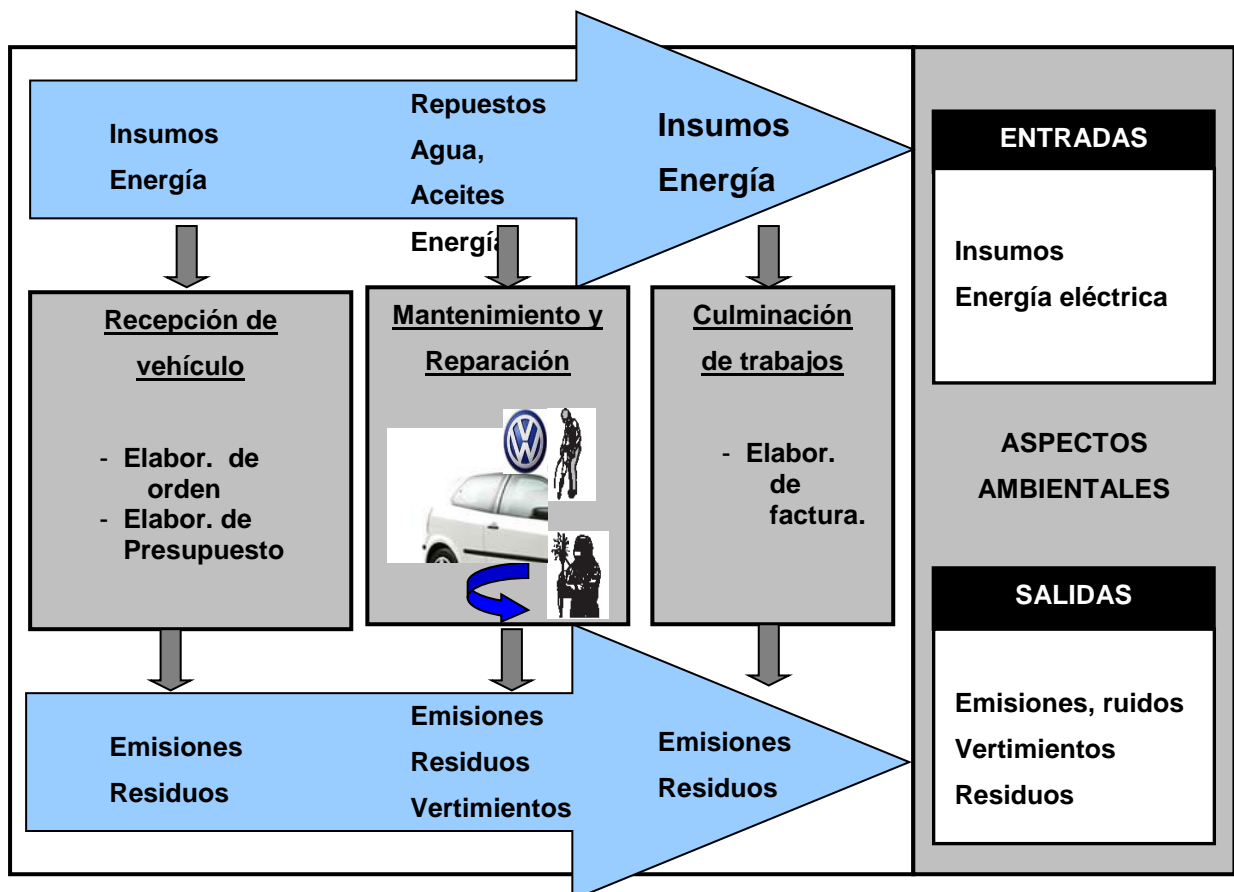 Insumos
Energía
Repuestos
Agua,
Aceites
Energía
Insumos
Energía
Recepción de
vehículo
- Elabor. de
orden
- Elabor. de
Presupuesto
Mantenimiento y
Reparación
Culminación
de trabajos
- Elabor.
de
factura.
Emisiones
Residuos
Emisiones
Residuos
Vertimientos
Emisiones
Residuos
ENTRADAS
Insumos
Energía eléctrica
ASPECTOS
AMBIENTALES
SALIDAS
Emisiones, ruidos
Vertimientos
Residuos